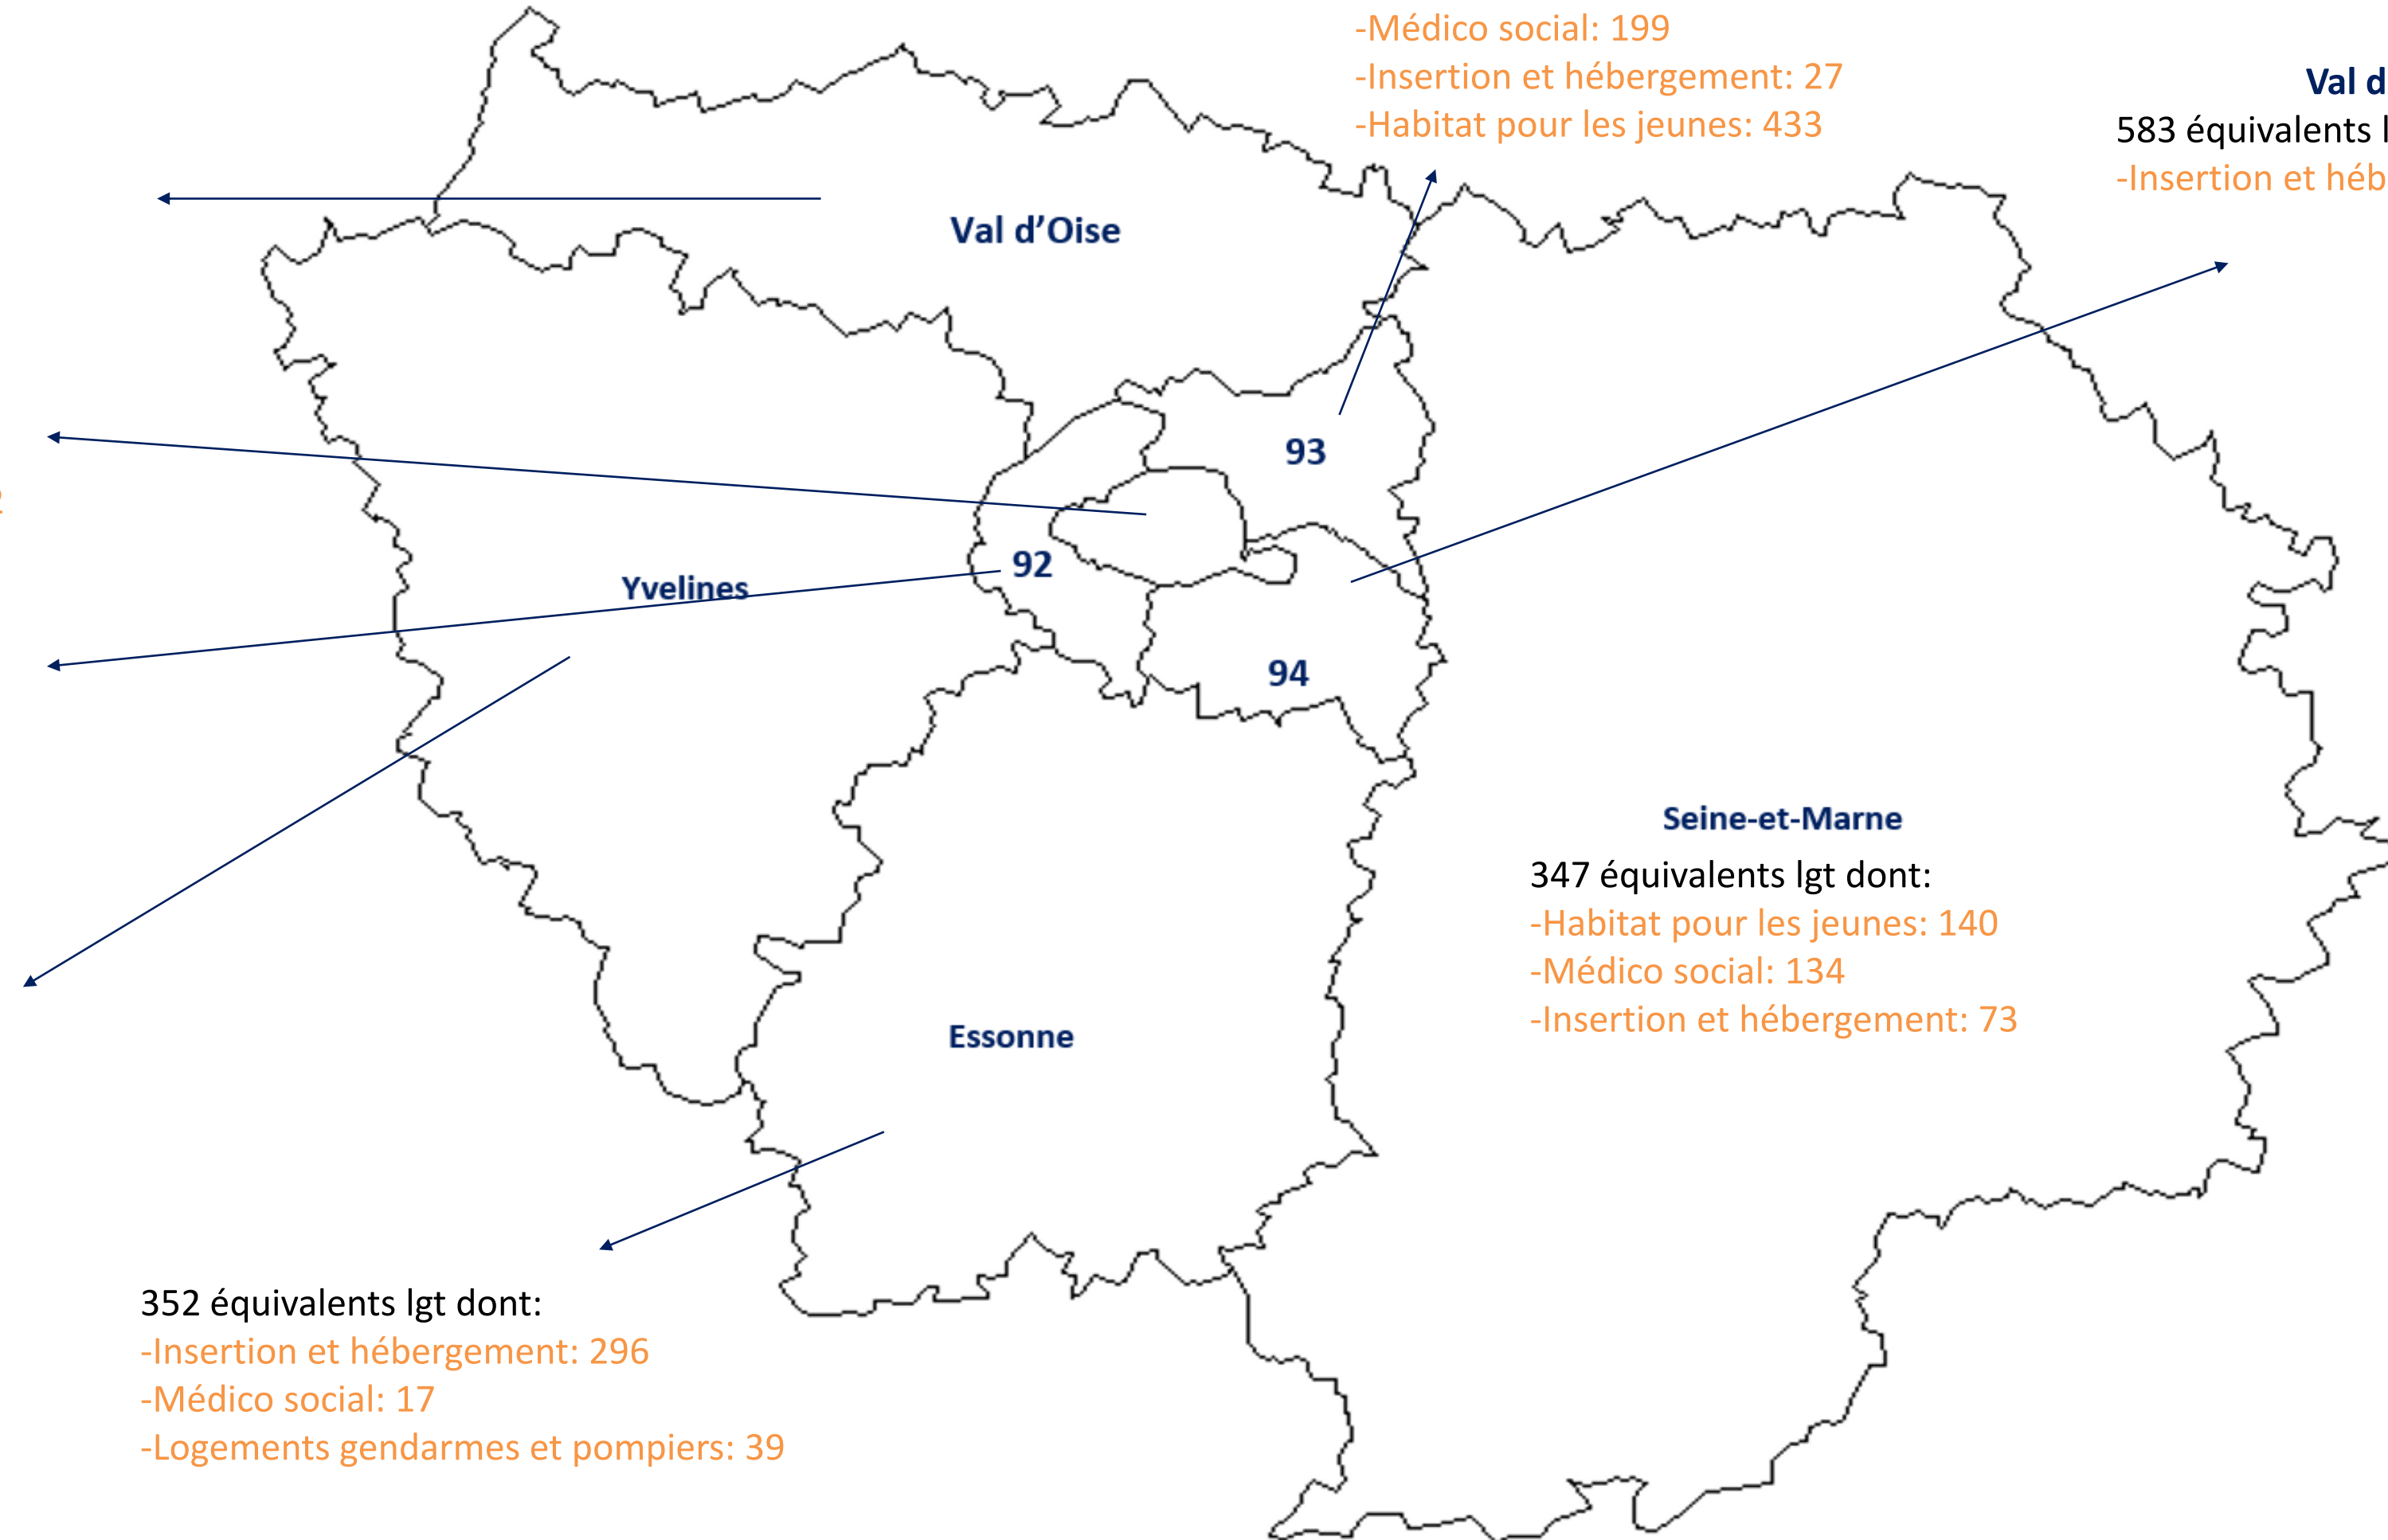 -Médico social: 199
-Insertion et hébergement: 27
-Habitat pour les jeunes: 433
Val d
583 équivalents l
-Insertion et héb
Val d’Oise
93
92
Yvelines
94
Seine-et-Marne
347 équivalents lgt dont:
-Habitat pour les jeunes: 140
-Médico social: 134
-Insertion et hébergement: 73
Essonne
352 équivalents lgt dont:
-Insertion et hébergement: 296
-Médico social: 17
-Logements gendarmes et pompiers: 39